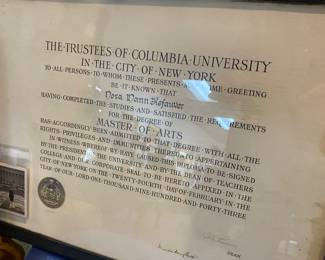 THE·TRUSTEES·OF·COLUMBIA·UNIVERSITY
IN·THE·CITY·OF·NEW·YORK
TO·ALL·PERSONS·TO·WHOM·THESE·PRESENTS· OME·GREETING
BE·IT·KNOWN·THAT
HAVING·COMPLETED·THE·STUDIES·AND·SATISFIED·THE·REQUIREMENTS
FOR·THE·DEGREE·OF
MASTER·OF·ARTS
HAS·ACCORDINGLY·BEEN·ADMITTED·TO·THAT·DEGREE·WITH·ALL·THE
RIGHTS·PRIVILEGES·AND·IMMUNITIES·THEREUNTO·APPERTAINING
IN·WITNESS·WHEREOF·WE·HAVE·CAUSED·THIS·DIPLOMA·TO·BE·SIGNED
BY·THE·PRESIDENT·OF·THE·UNIVERSITY·AND·BY·THE·DEAN·OF·TEACHERS
COLLEGE·AND·OUR·CORPORATE·SEAL·TO·BE·HERETO·AFFIXED·IN·THE
CITY·OF·NEW·YORK·ON·THE·TWENTY·FOURTH·DAY·OF·FEBRUARY·IN·THE
YEAR·OF·OUR·LORD·ONE·THOUSAND·NINE·HUNDRED·AND·FORTY·THREE
DEAN